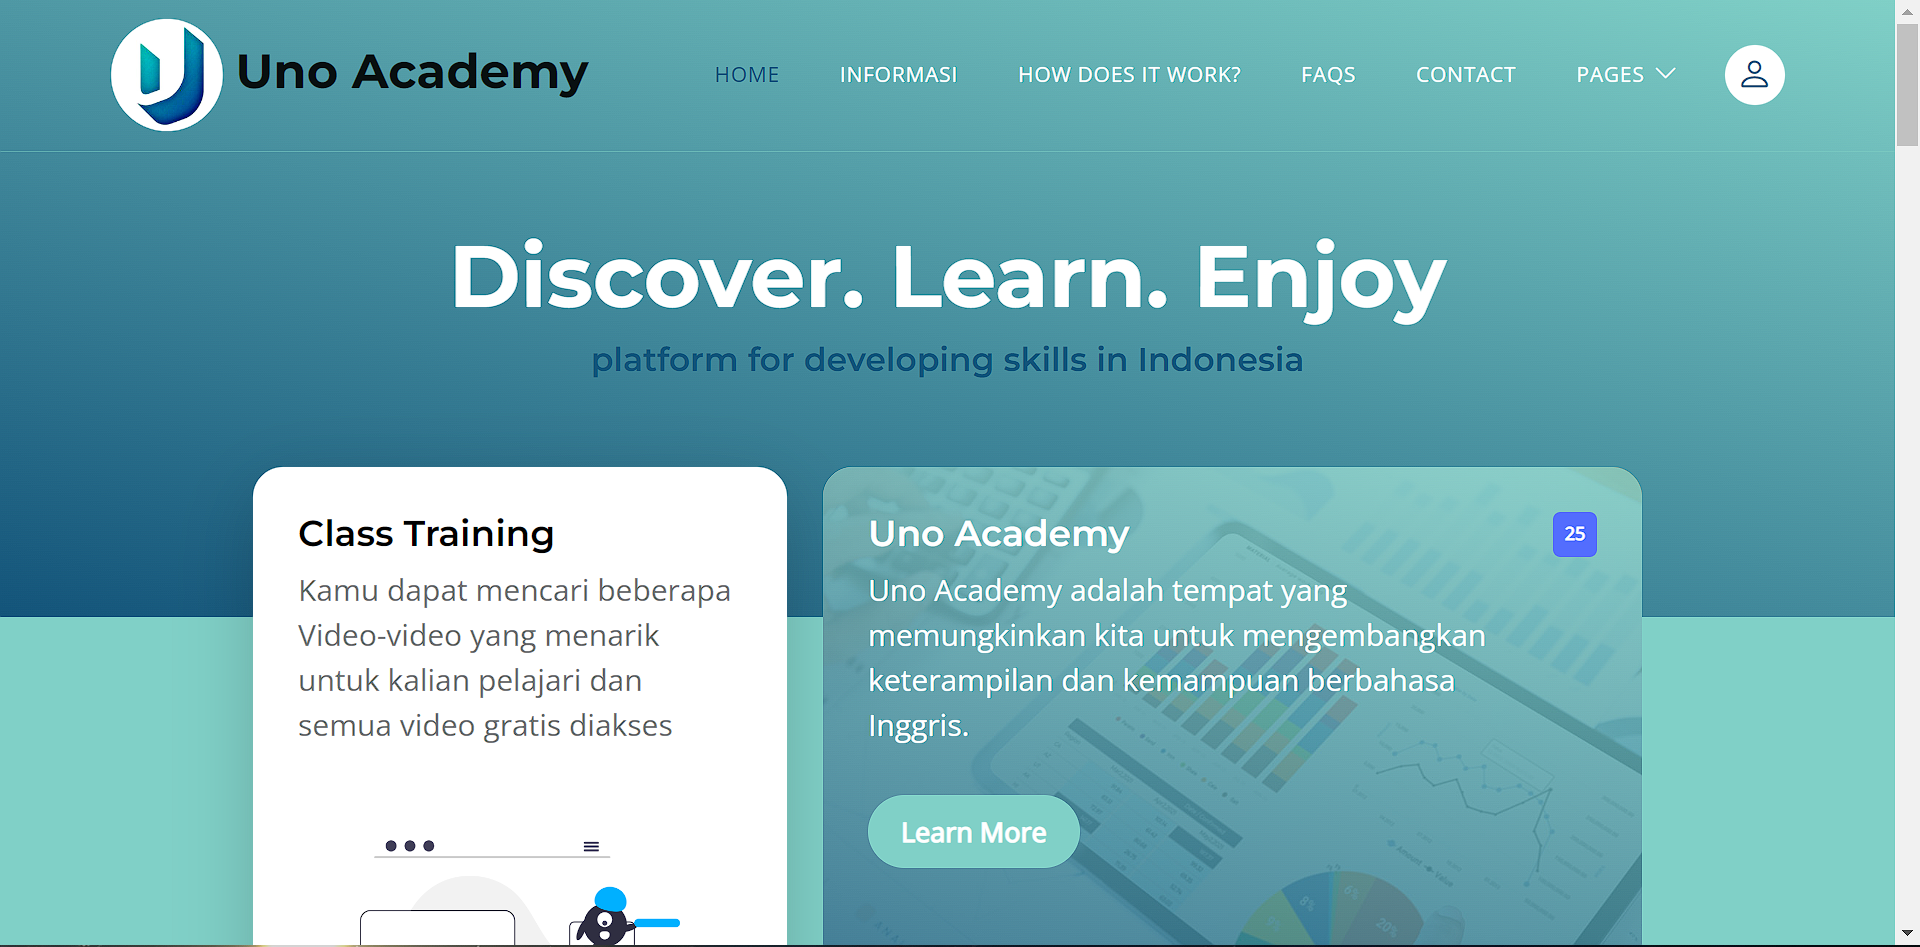 Uno Academy
HOME
INFORMASI
HOW DOES IT WORK?
FAQS
CONTACT
PAGES
Discover. Learn. Enjoy
platform for developing skills in Indonesia
Class Training
Kamu dapat mencari beberapa
Video-video yang menarik
untuk kalian pelajari dan
semua video gratis diakses
Uno Academy
25
Uno Academy adalah tempat yang
memungkinkan kita untuk mengembangkan
keterampilan dan kemampuan berbahasa
Inggris.
Learn More
8%
6%
20%